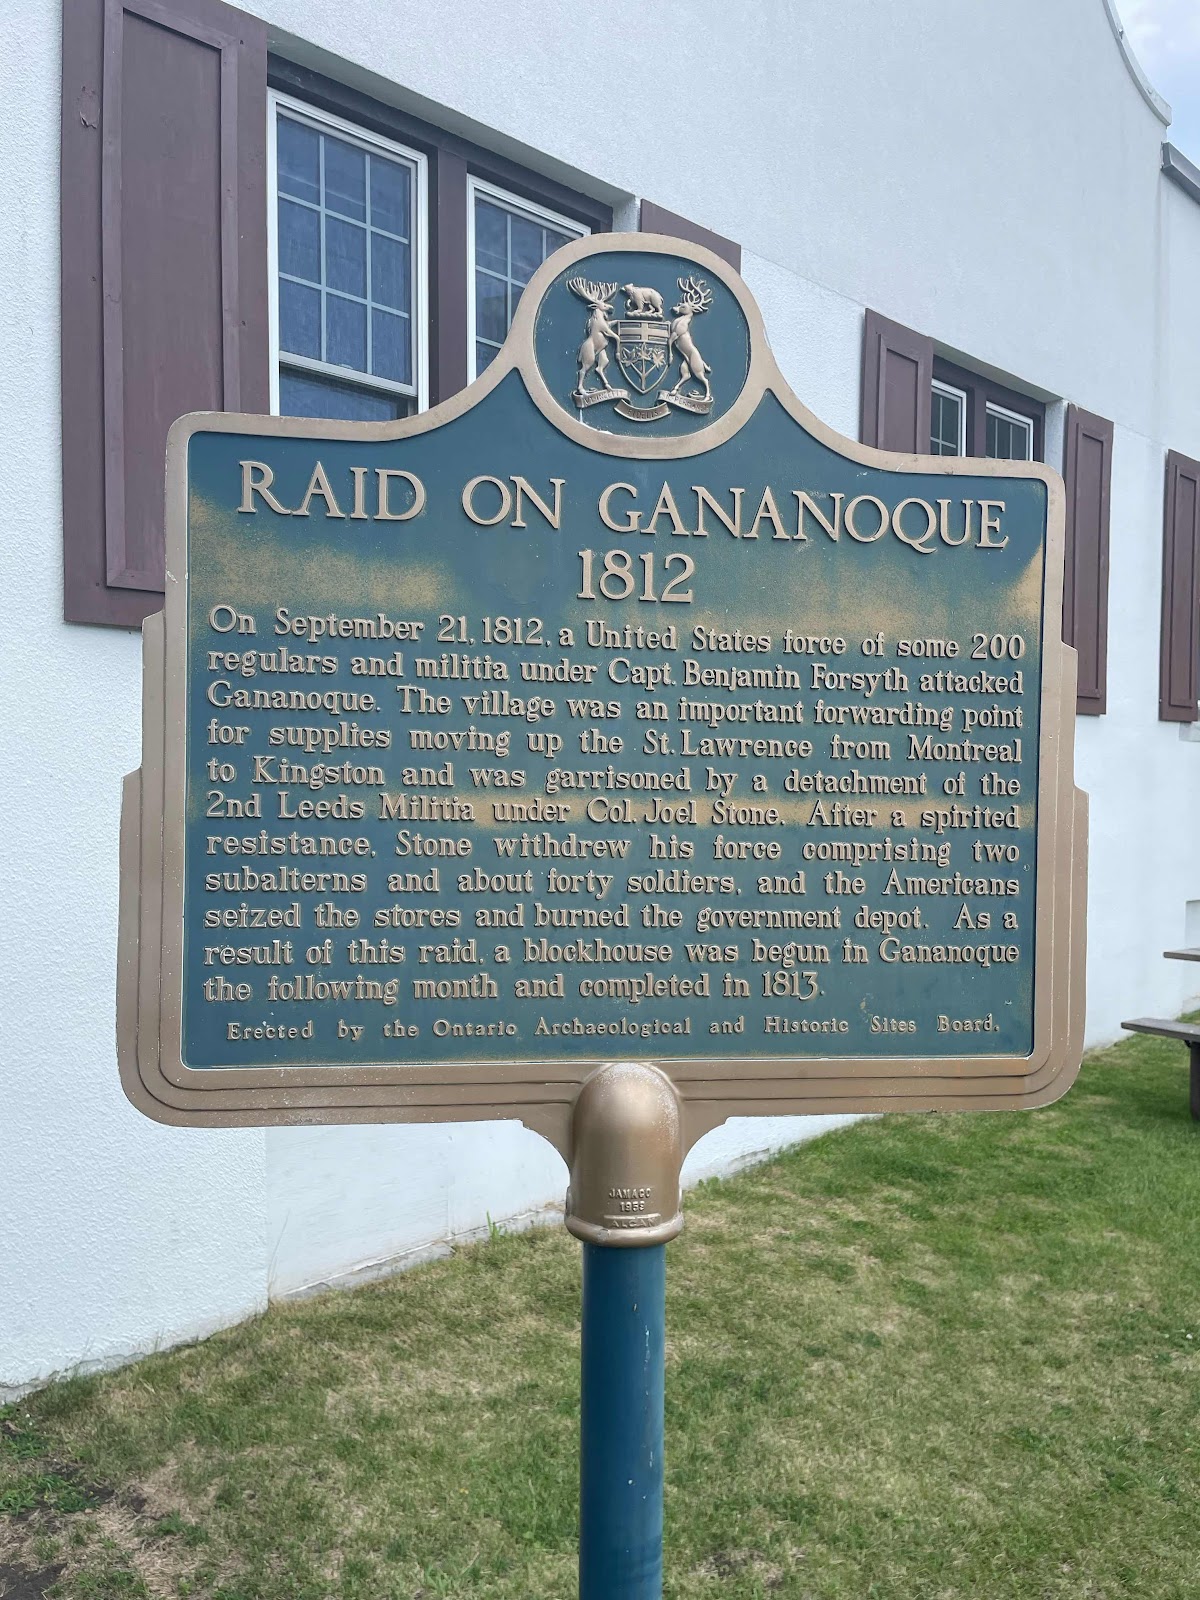 RAID ON GANANOQUE
1812
On September 21, 1812, a United States force of some 200
regulars and militia under Capt. Benjamin Forsyth attacked
Gananoque. The village was an important forwarding point
for supplies moving up the St. Lawrence from Montreal
to Kingston and was garrisoned by a detachment of the
2nd Leeds Militia under Col. Joel Stone. After a spirited
resistance, Stone withdrew his force comprising two
subalterns and about forty soldiers, and the Americans
seized the stores and burned the government depot. As a
result of this raid, a blockhouse was begun in Gananoque
the following month and completed in 1813.
Erected by the Ontario Archaeological and Historic Sites Board.
ALCAN